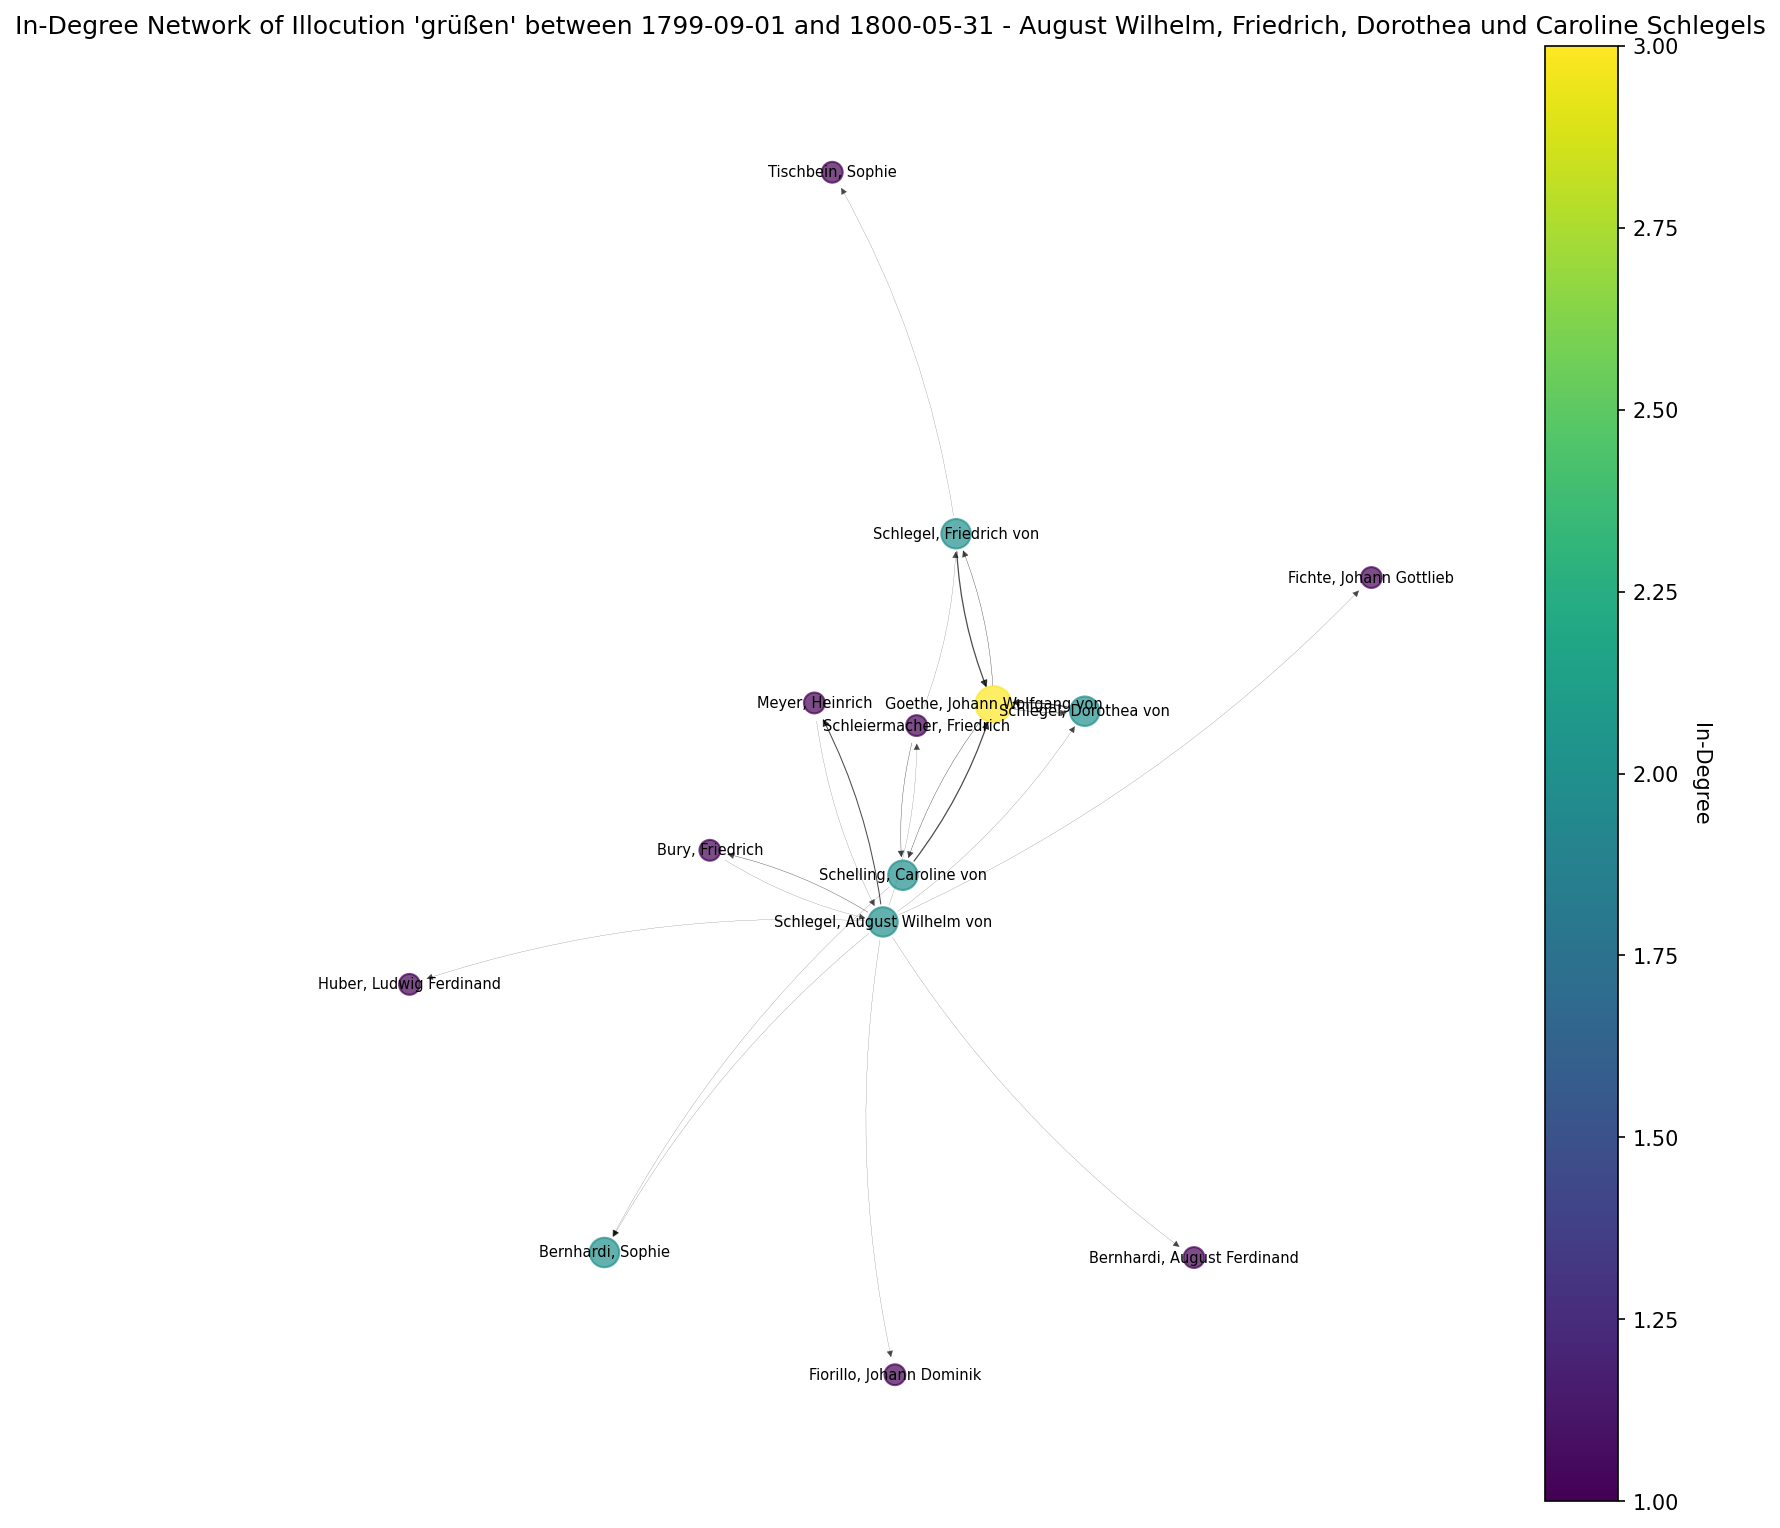 In-Degree Network of Illocution 'grüßen' between 1799-09-01 and 1800-05-31 - August Wilhelm, Friedrich, Dorothea und Caroline Schlegels
3.00
Tischbein, Sophie
2.75
2.50
Schlegel, Friedrich von
Fichte, Johann Gottlieb
2.25
Meyer, Heinrich
Goethe, Johann Wolfgang von
Schlegel, Dorothea von
Schleiermacher, Friedrich
In-Degree
2.00
Bury, Friedrich
Schelling, Caroline von
Schlegel, August Wilhelm von
1.75
Huber, Ludwig Ferdinand
1.50
Bernhardi, Sophie
Bernhardi, August Ferdinand
1.25
Fiorillo, Johann Dominik
1.00